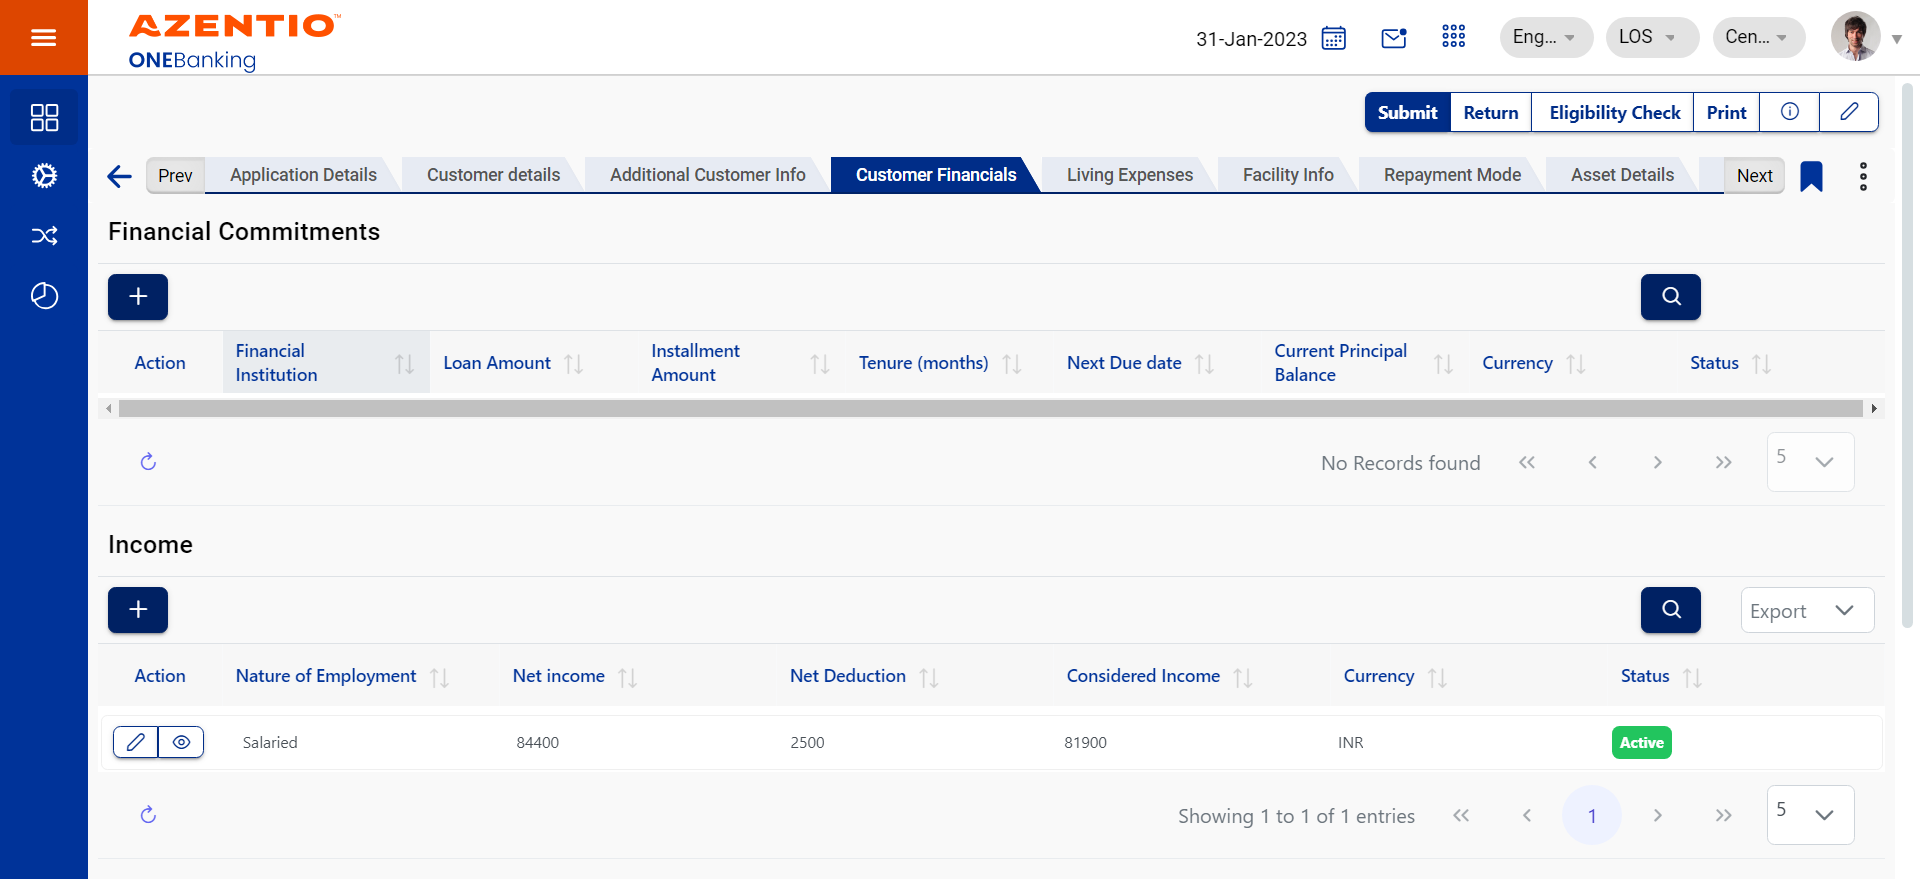 AZENTIO™
ONEBanking
31-Jan-2023
Eng...
LOS
Cen...
Submit
Return
Eligibility Check
Print
Prev
Application Details
Customer details
Additional Customer Info
Customer Financials
Living Expenses
Facility Info
Repayment Mode
Asset Details
Next
Financial Commitments
Action
Financial Institution
Loan Amount
Installment Amount
Tenure (months)
Next Due date
Current Principal Balance
Currency
Status
No Records found
5
Income
Export
Action
Nature of Employment
Net income
Net Deduction
Considered Income
Currency
Status
Salaried
84400
2500
81900
INR
Active
Showing 1 to 1 of 1 entries
1
5